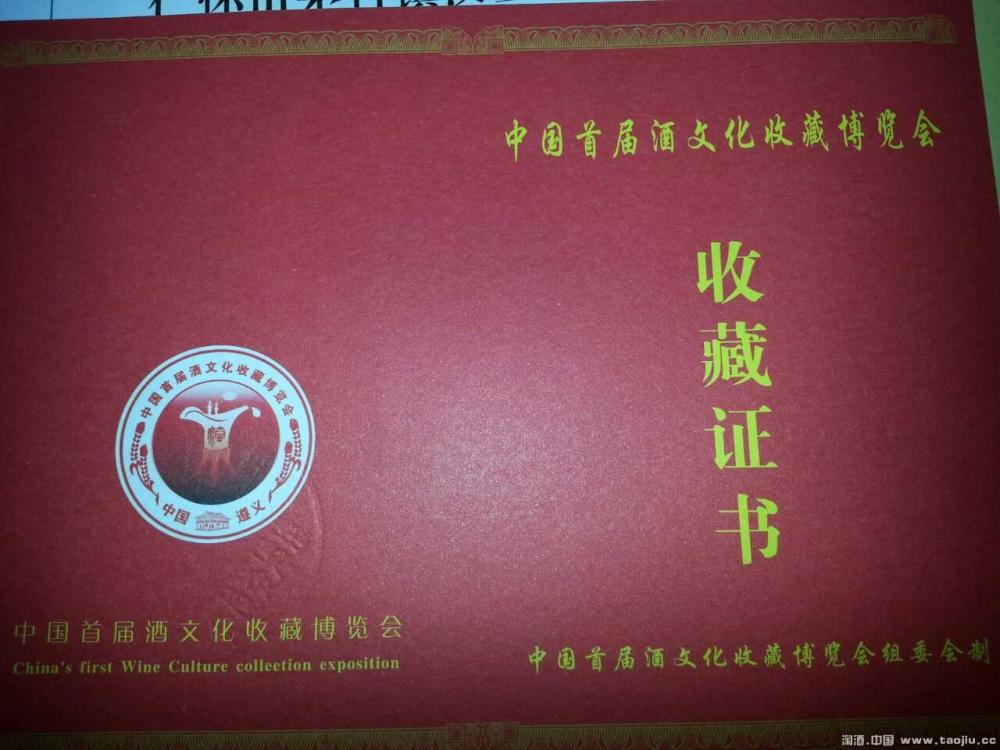 中国首届酒文化收藏博览会
收藏证书
中国首届酒文化收藏博览会
中国 遵义
中国首届酒文化收藏博览会
China's first Wine Culture collection exposition
中国首届酒文化收藏博览会组委会制
淘酒.中国 www.taojiu.cc